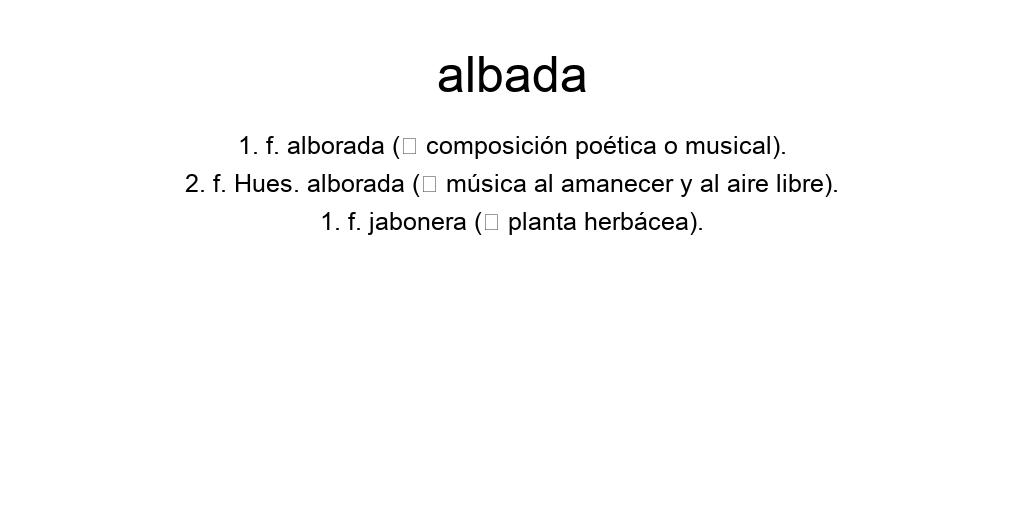 albada
1. f. alborada (□ composición poética o musical).
2. f. Hues. alborada (□ música al amanecer y al aire libre).
1. f. jabonera (□ planta herbácea).